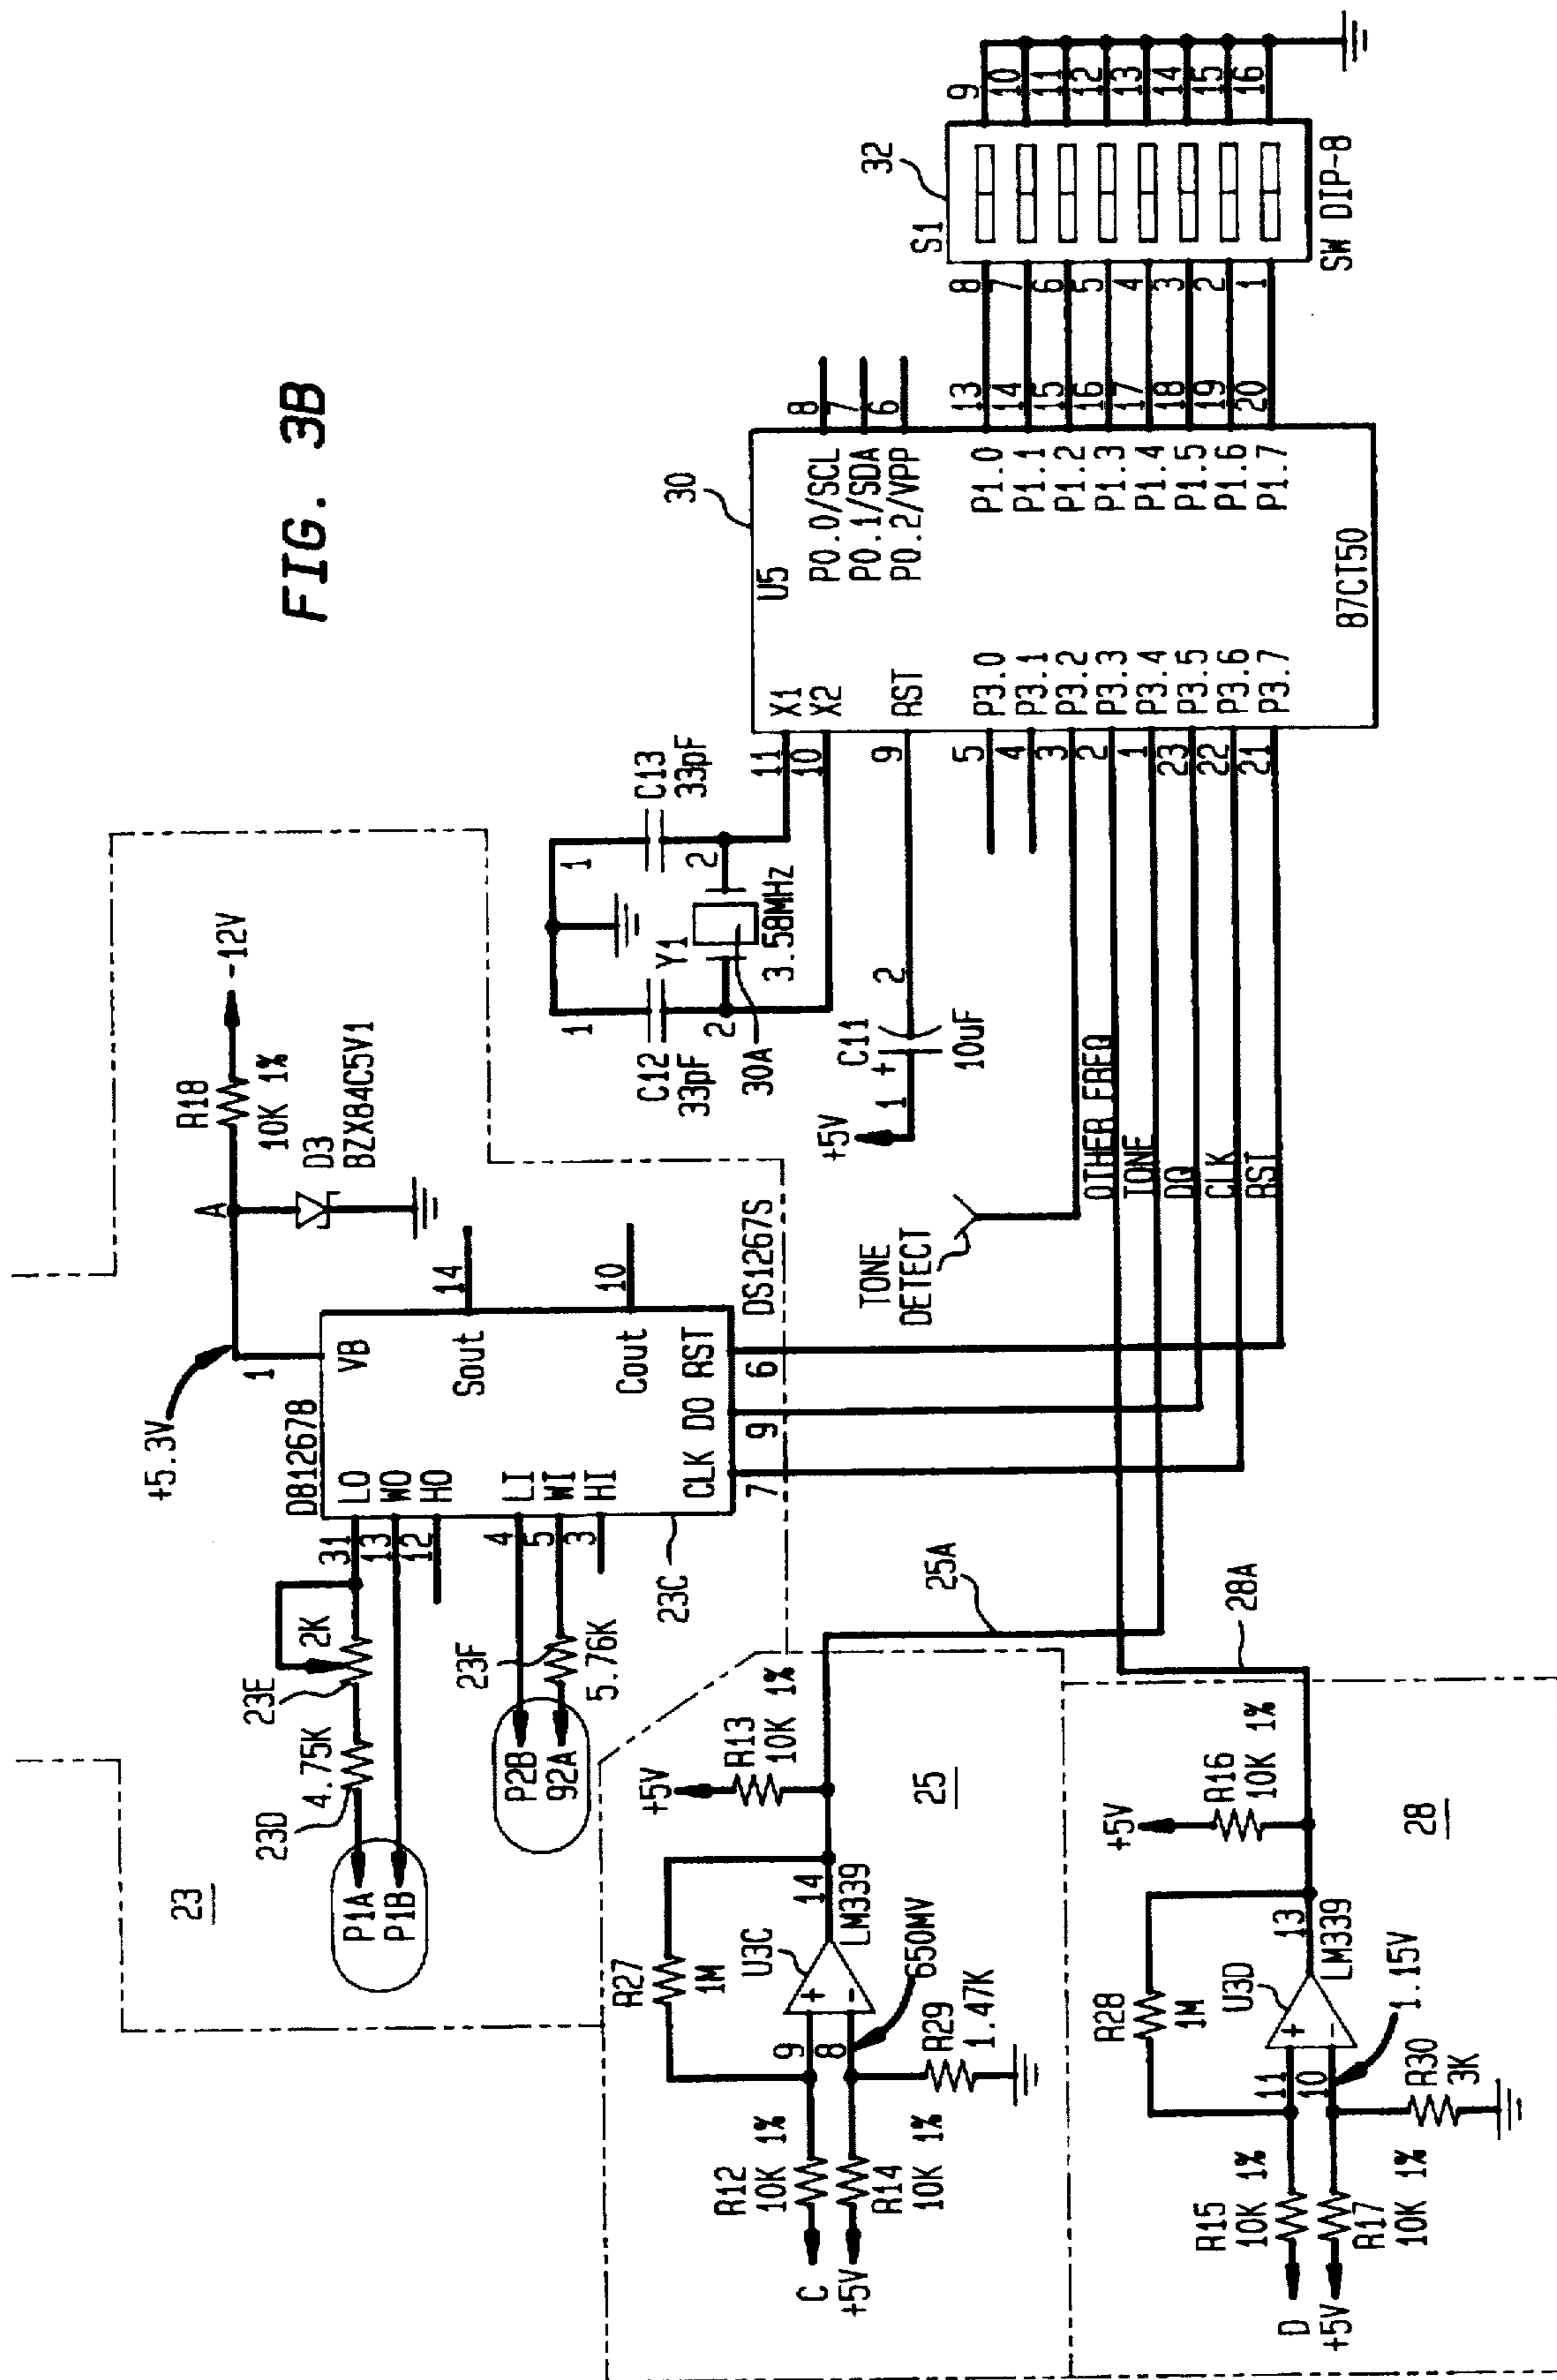 FIG. 3B
23
+5.3V
D812678
1
VB
LO
WO
HO
LI
WI
HI
Sout
Cout
CLK DO RST
31
13
12
4
5
3
14
10
7
9
6
DS1267S
23C
23D
4.75K
23E
2K
P1A
P1B
23F
5.76K
P2B
92A
A
R18
10K 1%
-12V
D3
BZX84C5V1
1
1
C12
33pF
C13
33pF
2
2
Y1
3.58MHz
30A
+5V
1
C11
+
10uF
2
TONE
DETECT
OTHER FREQ
TONE
DQ
CLK
RST
30
U5
X1
X2
RST
P3.0
P3.1
P3.2
P3.3
P3.4
P3.5
P3.6
P3.7
11
10
9
5
4
3
2
1
23
22
21
P0.0/SCL
P0.1/SDA
P0.2/VPP
P1.0
P1.1
P1.2
P1.3
P1.4
P1.5
P1.6
P1.7
8
7
6
13
14
15
16
17
18
19
20
87CT50
32
S1
8
7
6
5
4
3
2
1
9
10
11
12
13
14
15
16
SW DIP-8
25
C
R12
10K 1%
+5V
R14
10K 1%
R27
1M
U3C
9
8
+
-
14
LM339
650MV
R29
1.47K
+5V
R13
10K 1%
25A
28
D
R15
10K 1%
+5V
R17
10K 1%
R28
1M
U3D
11
10
+
-
13
LM339
1.15V
R30
3K
+5V
R16
10K 1%
28A